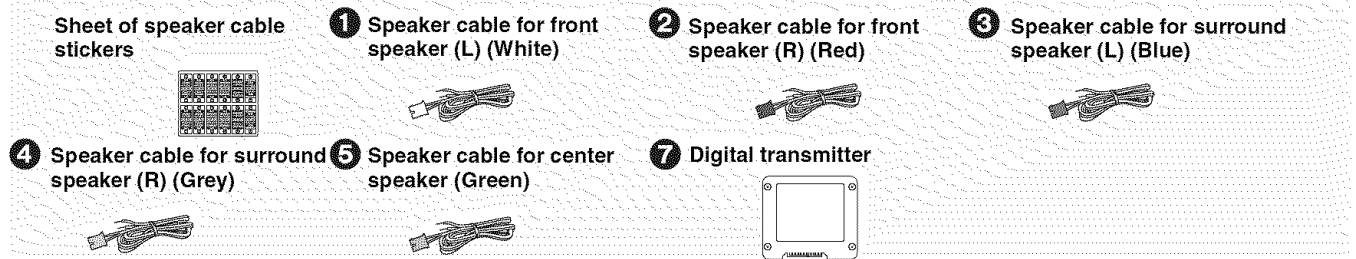 Sheet of speaker cable
stickers
1 Speaker cable for front
speaker (L) (White)
2 Speaker cable for front
speaker (R) (Red)
3 Speaker cable for surround
speaker (L) (Blue)
4 Speaker cable for surround
speaker (R) (Grey)
5 Speaker cable for center
speaker (Green)
7 Digital transmitter